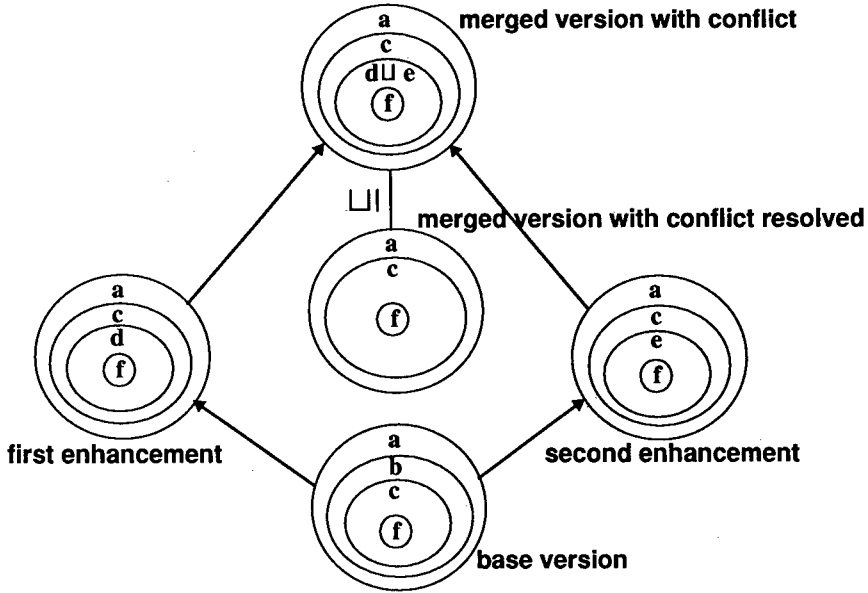 a
merged version with conflict
c
d⊔ e
f
⊔I
merged version with conflict resolved
a
c
f
a
c
d
f
first enhancement
a
c
e
f
second enhancement
a
b
c
f
base version